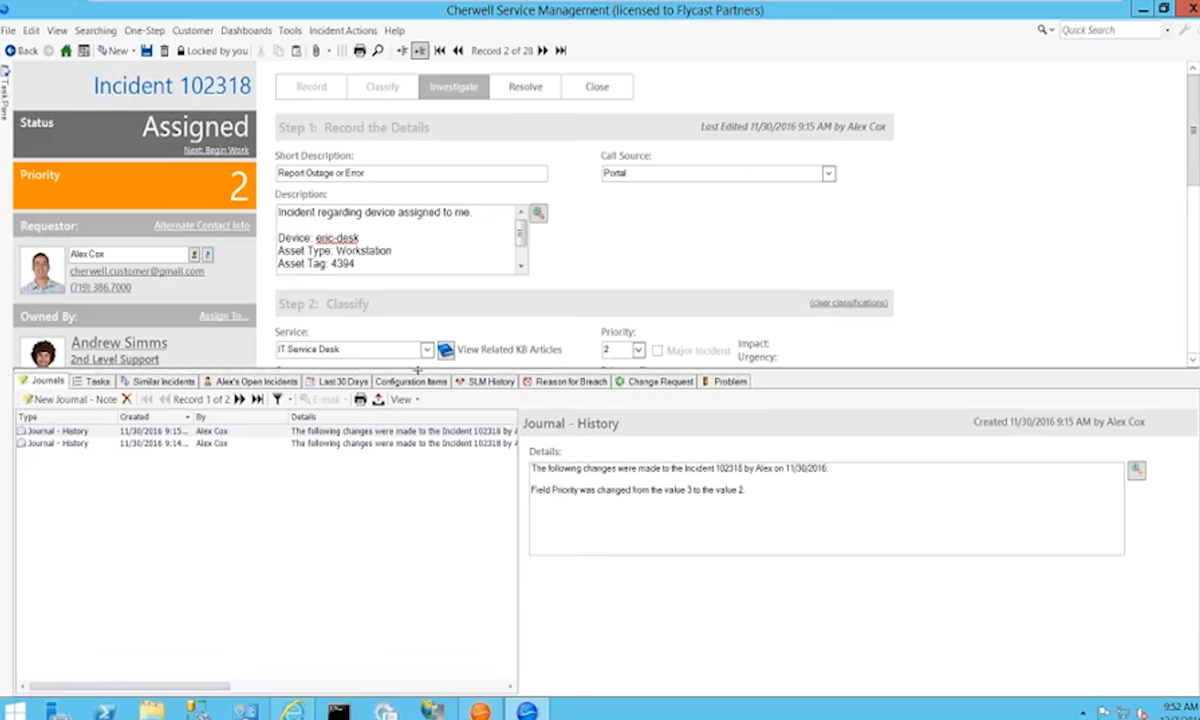 Cherwell Service Management (licensed to Flycast Partners)
File Edit View Searching One-Step Customer Dashboards Tools Incident Actions Help
Quick Search
Back New Locked by you Record 2 of 28
Task Pane
Incident 102318
Record Classify Investigate Resolve Close
Status
Assigned
Next: Begin Work
Step 1: Record the Details
Last Edited 11/30/2016 9:15 AM by Alex Cox
Priority
2
Short Description:
Call Source:
Report Outage or Error
Portal
Description:
Incident regarding device assigned to me.
Device: eric-desk
Asset Type: Workstation
Asset Tag: 4394
Requestor: Alternate Contact Info
Alex Cox
cherwell.customer@gmail.com
(719) 386.7000
Owned By: Assign To...
Andrew Simms
2nd Level Support
Step 2: Classify
(clear classifications)
Service:
Priority:
IT Service Desk
View Related KB Articles
2
Major Incident
Impact:
Urgency:
Journals Tasks Similar Incidents Alex's Open Incidents Last 30 Days Configuration Items SLM History Reason for Breach Change Request Problem
New Journal - Note Record 1 of 2 E-mail View
Type Created By Details
Journal - History 11/30/2016 9:15... Alex Cox The following changes were made to the Incident 102318 by A
Journal - History 11/30/2016 9:14... Alex Cox The following changes were made to the Incident 102318 by A
Journal - History
Created 11/30/2016 9:15 AM by Alex Cox
Details:
The following changes were made to the Incident 102318 by Alex on 11/30/2016:
Field Priority was changed from the value 3 to the value 2.
9:52 AM